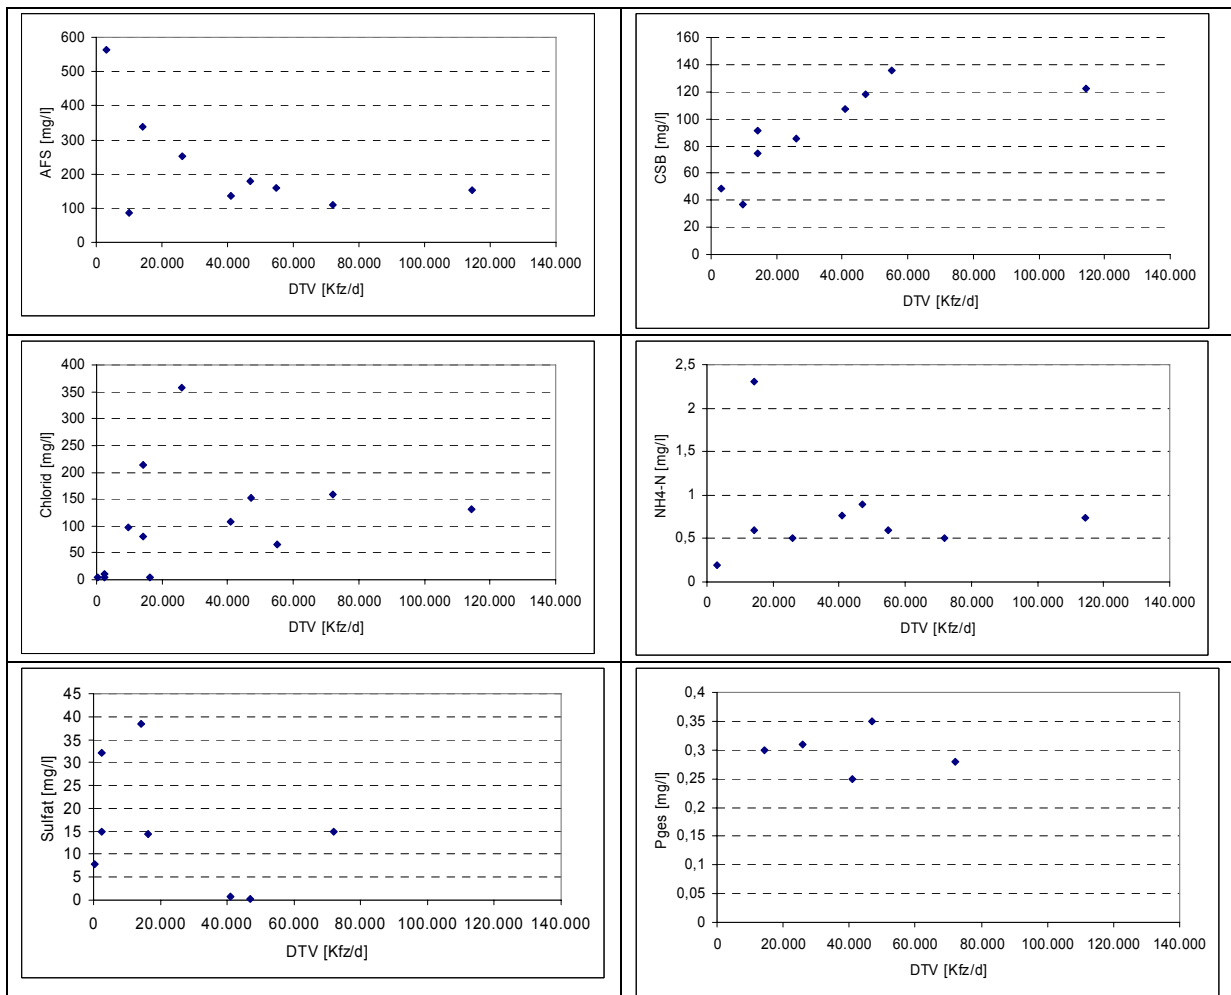 AFS [mg/l]
600
500
400
300
200
100
0
0 20.000 40.000 60.000 80.000 100.000 120.000 140.000
DTV [Kfz/d]
CSB [mg/l]
160
140
120
100
80
60
40
20
0
0 20.000 40.000 60.000 80.000 100.000 120.000 140.000
DTV [Kfz/d]
Chlorid [mg/l]
400
350
300
250
200
150
100
50
0
0 20.000 40.000 60.000 80.000 100.000 120.000 140.000
DTV [Kfz/d]
NH4-N [mg/l]
2,5
2
1,5
1
0,5
0
0 20.000 40.000 60.000 80.000 100.000 120.000 140.000
DTV [Kfz/d]
Sulfat [mg/l]
45
40
35
30
25
20
15
10
5
0
0 20.000 40.000 60.000 80.000 100.000 120.000 140.000
DTV [Kfz/d]
Pges [mg/l]
0,4
0,35
0,3
0,25
0,2
0,15
0,1
0,05
0
0 20.000 40.000 60.000 80.000 100.000 120.000 140.000
DTV [Kfz/d]